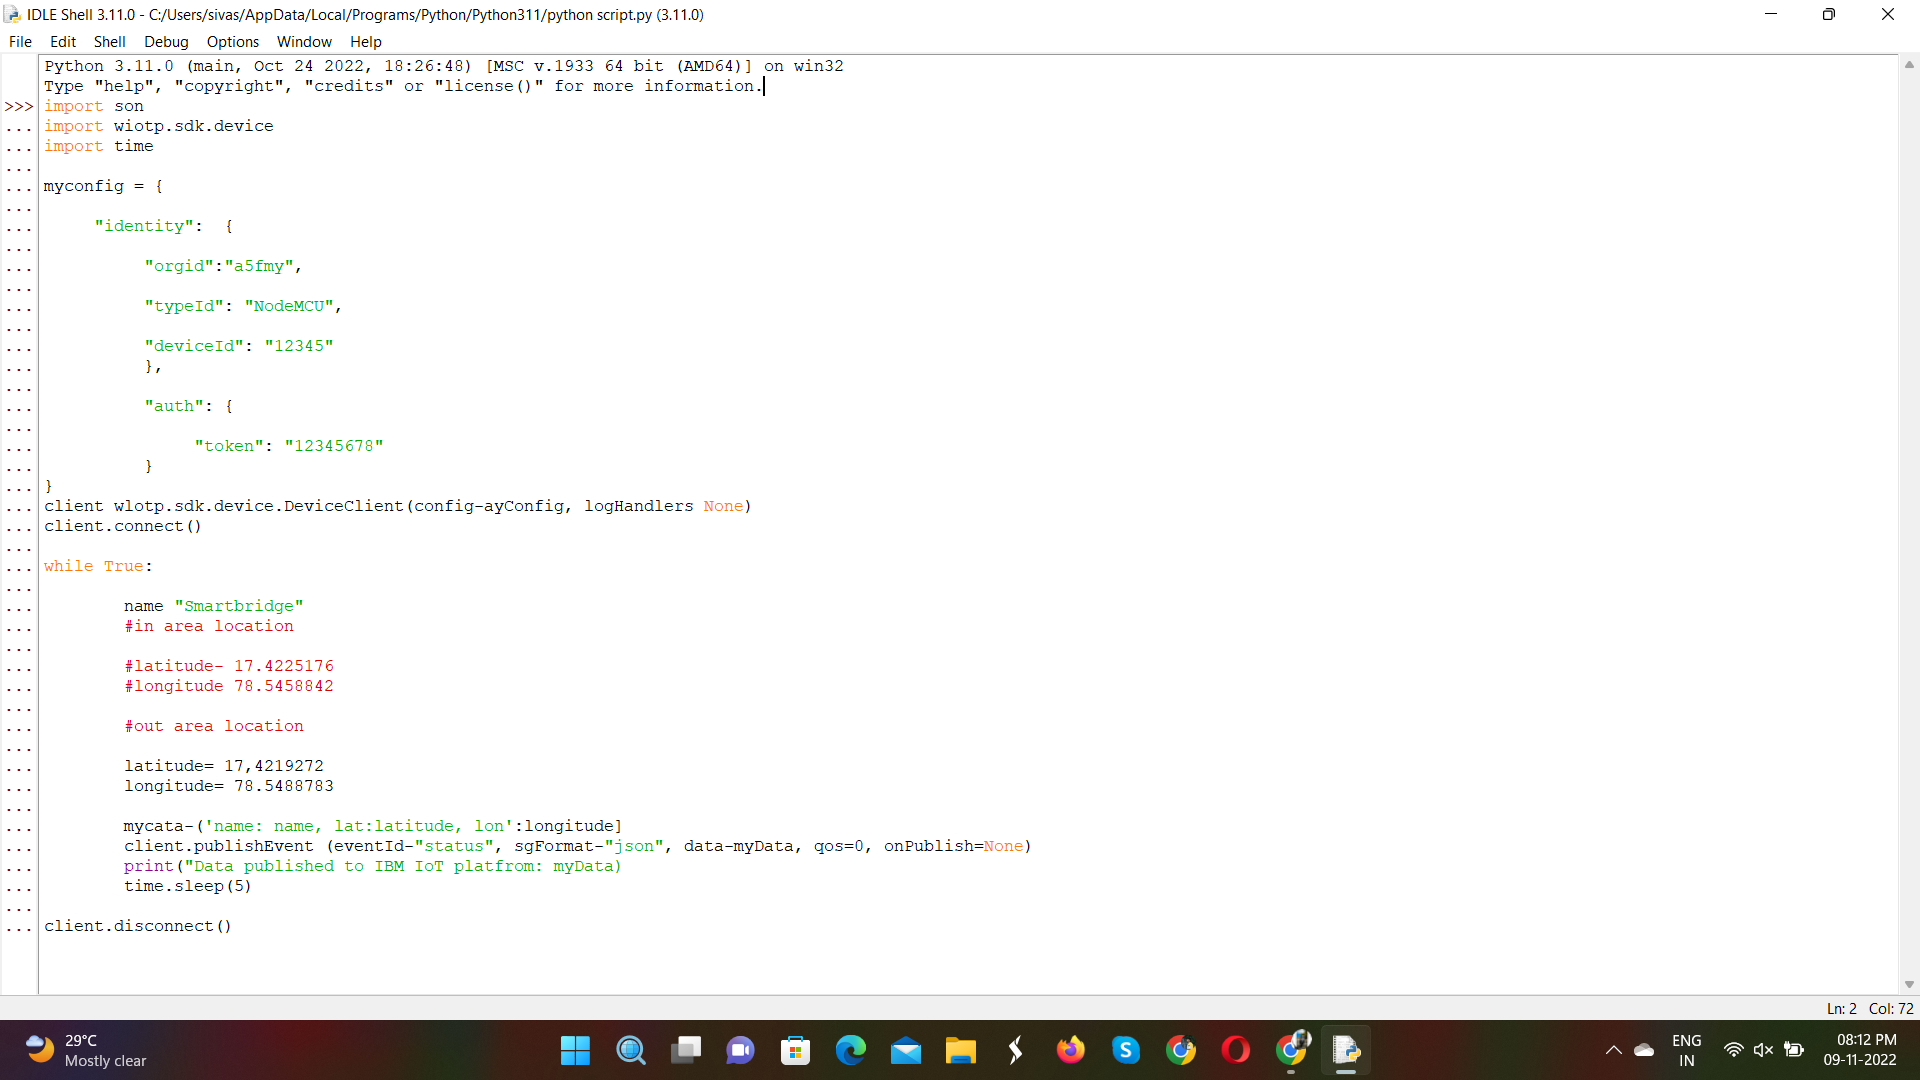 IDLE Shell 3.11.0 - C:/Users/sivas/AppData/Local/Programs/Python/Python311/python script.py (3.11.0)
File Edit Shell Debug Options Window Help
Python 3.11.0 (main, Oct 24 2022, 18:26:48) [MSC v.1933 64 bit (AMD64)] on win32
Type "help", "copyright", "credits" or "license()" for more information.
>>> import son
... import wiotp.sdk.device
... import time
...
... myconfig = {
...
... "identity":  {
...
... "orgid":"a5fmy",
...
... "typeId": "NodeMCU",
...
... "deviceId": "12345"
... },
...
... "auth": {
...
... "token": "12345678"
... }
... }
... client wlotp.sdk.device.DeviceClient(config-ayConfig, logHandlers None)
... client.connect()
...
... while True:
...
... name "Smartbridge"
... #in area location
...
... #latitude- 17.4225176
... #longitude 78.5458842
...
... #out area location
...
... latitude= 17,4219272
... longitude= 78.5488783
...
... mycata-('name: name, lat:latitude, lon':longitude]
... client.publishEvent (eventId-"status", sgFormat-"json", data-myData, qos=0, onPublish=None)
... print("Data published to IBM IoT platfrom: myData)
... time.sleep(5)
...
... client.disconnect()
Ln: 2 Col: 72
29°C
Mostly clear
ENG
IN
08:12 PM
09-11-2022